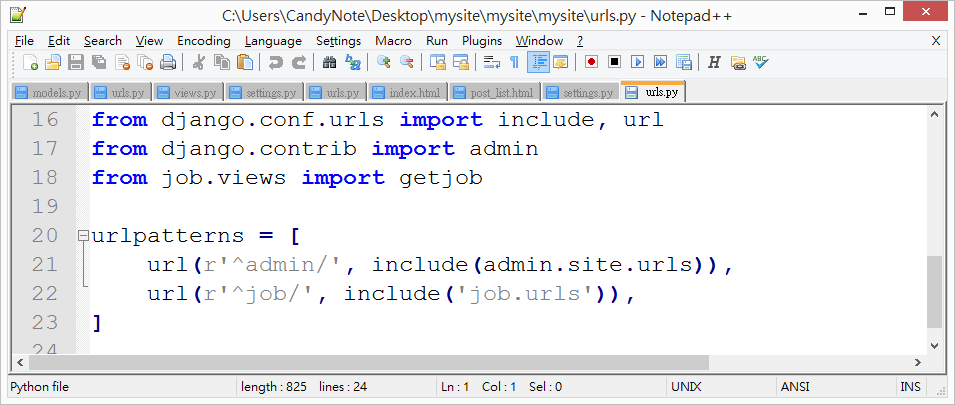 C:\Users\CandyNote\Desktop\mysite\mysite\mysite\urls.py - Notepad++
File Edit Search View Encoding Language Settings Macro Run Plugins Window ? X
models.py urls.py views.py settings.py urls.py index.html post_list.html settings.py urls.py
16 from django.conf.urls import include, url
17 from django.contrib import admin
18 from job.views import getjob
19
20 urlpatterns = [
21     url(r'^admin/', include(admin.site.urls)),
22     url(r'^job/', include('job.urls')),
23 ]
24
Python file length : 825 lines : 24 Ln : 1 Col : 1 Sel : 0 UNIX ANSI INS